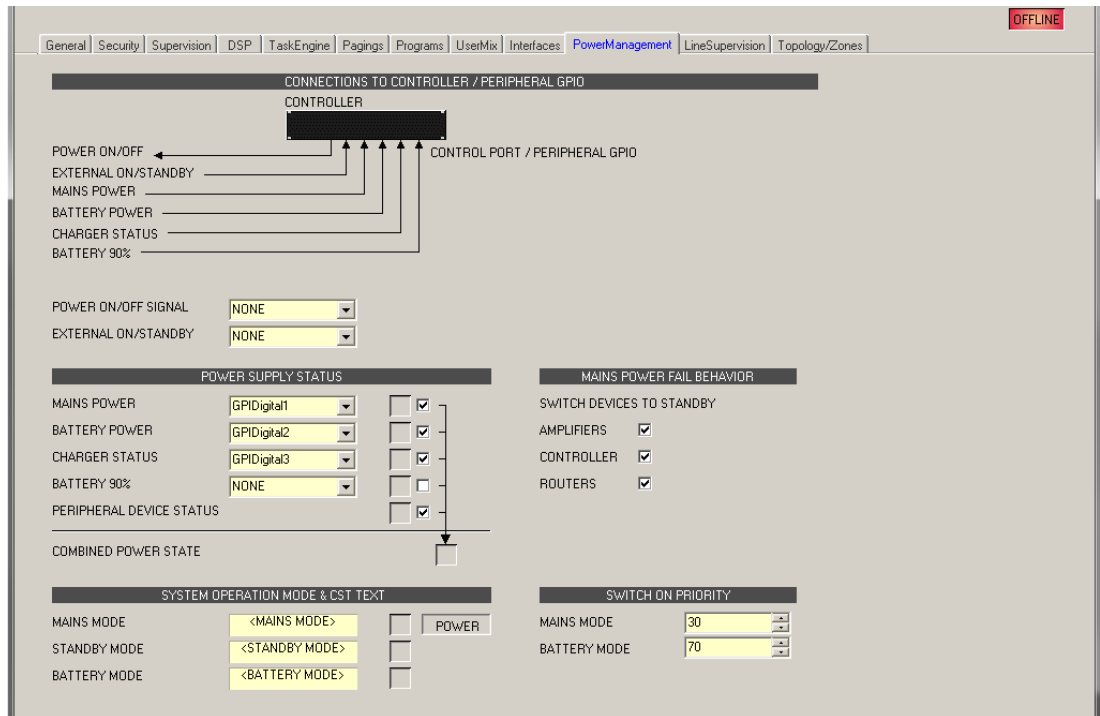 OFFLINE
General Security Supervision DSP TaskEngine Pagings Programs UserMix Interfaces PowerManagement LineSupervision Topology/Zones
CONNECTIONS TO CONTROLLER / PERIPHERAL GPIO
CONTROLLER
POWER ON/OFF
CONTROL PORT / PERIPHERAL GPIO
EXTERNAL ON/STANDBY
MAINS POWER
BATTERY POWER
CHARGER STATUS
BATTERY 90%
POWER ON/OFF SIGNAL NONE
EXTERNAL ON/STANDBY NONE
POWER SUPPLY STATUS
MAINS POWER GPIDigital1
BATTERY POWER GPIDigital2
CHARGER STATUS GPIDigital3
BATTERY 90% NONE
PERIPHERAL DEVICE STATUS
COMBINED POWER STATE
MAINS POWER FAIL BEHAVIOR
SWITCH DEVICES TO STANDBY
AMPLIFIERS
CONTROLLER
ROUTERS
SYSTEM OPERATION MODE & CST TEXT
MAINS MODE <MAINS MODE> POWER
STANDBY MODE <STANDBY MODE>
BATTERY MODE <BATTERY MODE>
SWITCH ON PRIORITY
MAINS MODE 30
BATTERY MODE 70